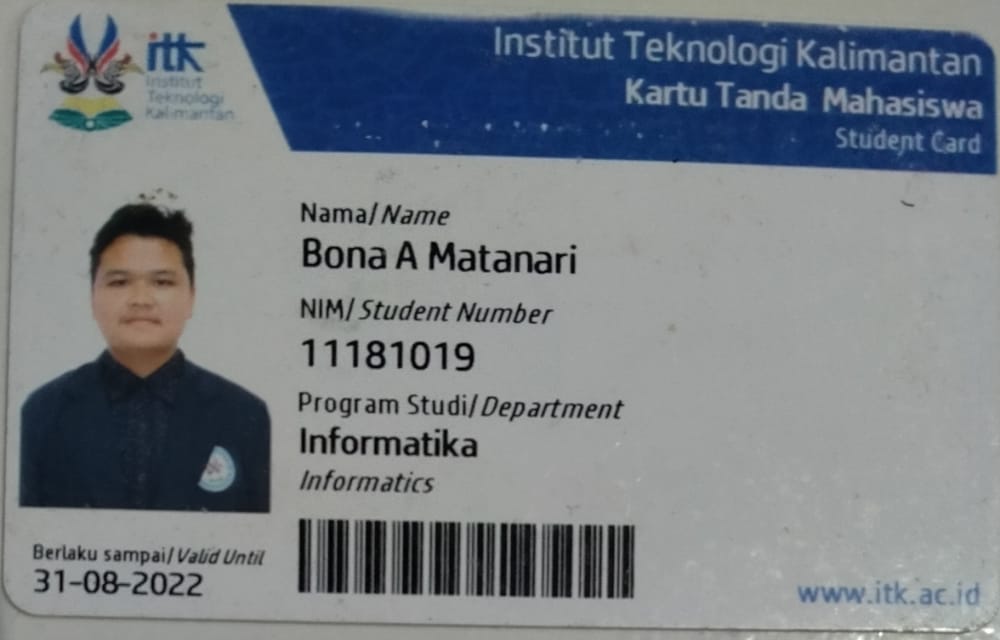 itk
Institut
Teknologi
Kalimantan
Institut Teknologi Kalimantan
Kartu Tanda Mahasiswa
Student Card
Nama/Name
Bona A Matanari
NIM/Student Number
11181019
Program Studi/Department
Informatika
Informatics
Berlaku sampai/Valid Until
31-08-2022
www.itk.ac.id